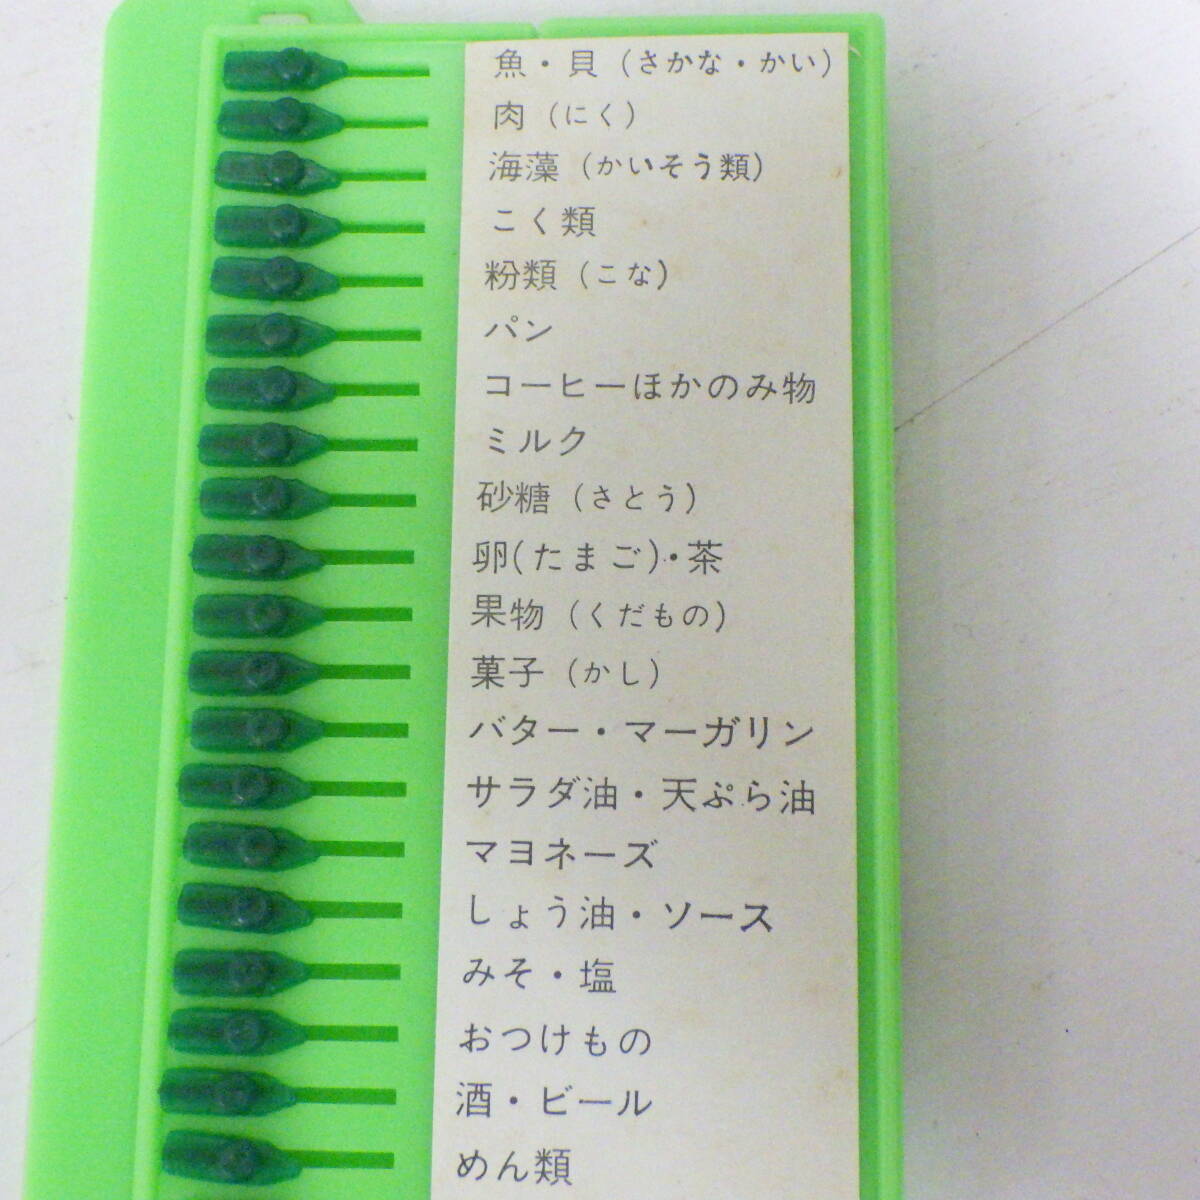 魚・貝（さかな・かい）
肉（にく）
海藻（かいそう類）
こく類
粉類（こな）
パン
コーヒーほかのみ物
ミルク
砂糖（さとう）
卵(たまご)・茶
果物（くだもの）
菓子（かし）
バター・マーガリン
サラダ油・天ぷら油
マヨネーズ
しょう油・ソース
みそ・塩
おつけもの
酒・ビール
めん類